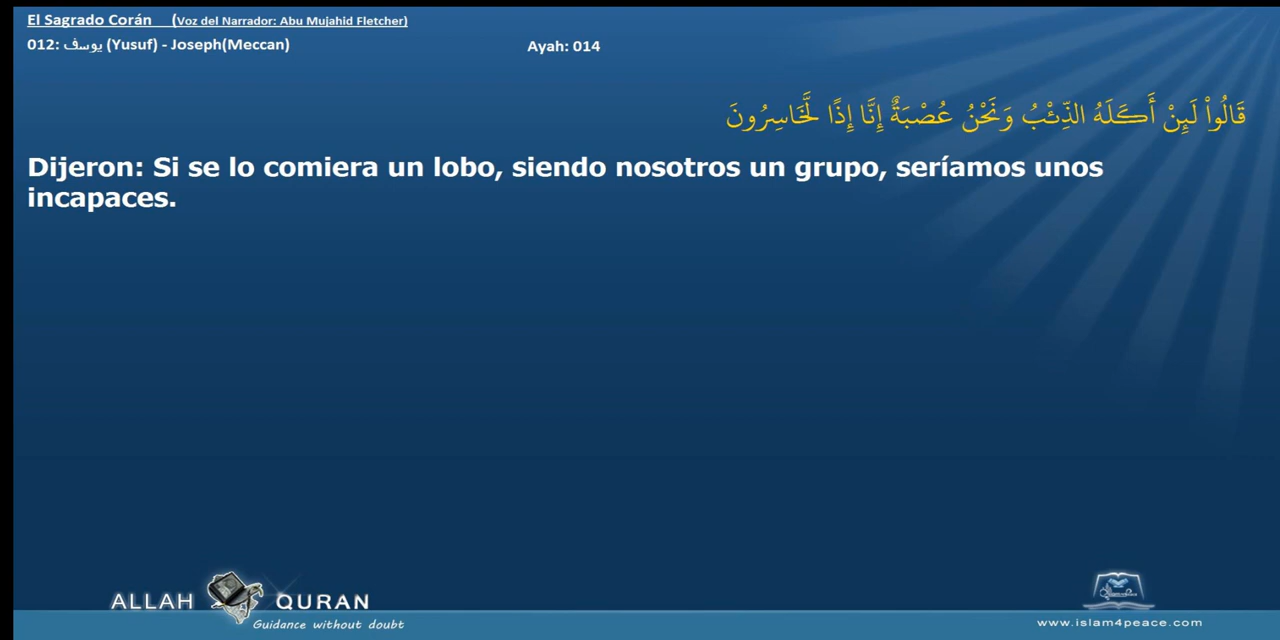 El Sagrado Corán (Voz del Narrador: Abu Mujahid Fletcher)
012: يوسف (Yusuf) - Joseph(Meccan) Ayah: 014
قَالُواْ لَئِنْ أَكَلَهُ الذِّئْبُ وَنَحْنُ عُصْبَةٌ إِنَّا إِذًا لَّخَاسِرُونَ
Dijeron: Si se lo comiera un lobo, siendo nosotros un grupo, seríamos unos
incapaces.
ALLAH QURAN
Guidance without doubt
www.islam4peace.com